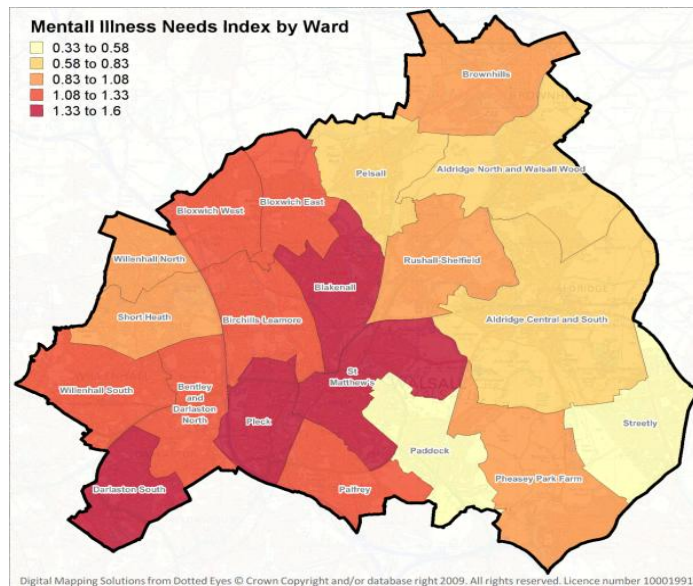 Mentall Illness Needs Index by Ward
0.33 to 0.58
0.58 to 0.83
0.83 to 1.08
1.08 to 1.33
1.33 to 1.6
Brownhills
Pelsall
Aldridge North and Walsall Wood
Bloxwich East
Bloxwich West
Willenhall North
Rushall-Shelfield
Blakenall
Short Heath
Birchills-Leamore
Aldridge Central and South
St
Matthew's
Willenhall South
Bentley
and
Darlaston
North
Pleck
Streetly
Paddock
Pheasey Park Farm
Darlaston South
Palfrey
Digital Mapping Solutions from Dotted Eyes © Crown Copyright and/or database right 2009. All rights reserved. Licence number 10001991